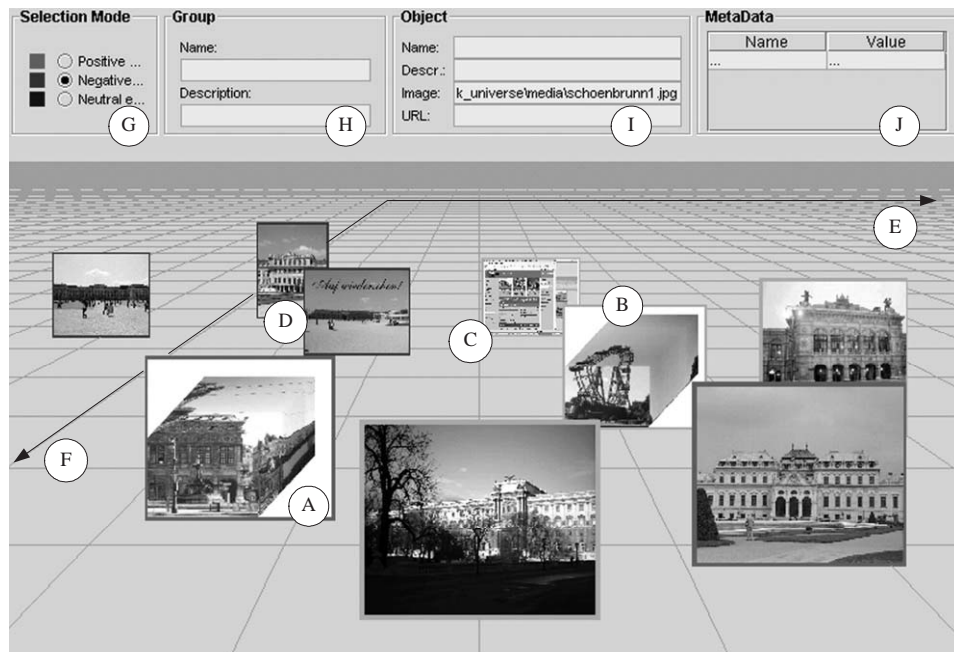 Selection Mode
Positive ...
Negative...
Neutral e...
G
Group
Name:
Description:
H
Object
Name:
Descr.:
Image: k_universe\media\schoenbrunn1.jpg
URL:
I
MetaData
Name Value
... ...
J
E
"Auf wiedersehen!
D
B
C
F
A